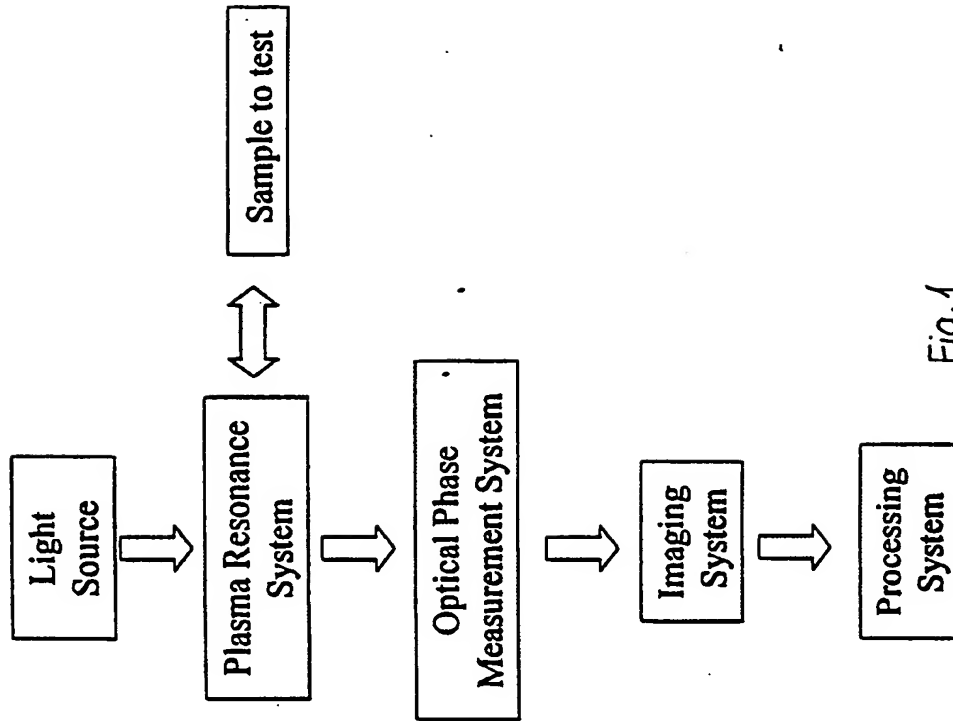 Light
Source
Plasma Resonance
System
Sample to test
Optical Phase
Measurement System
Imaging
System
Processing
System
Fig.1